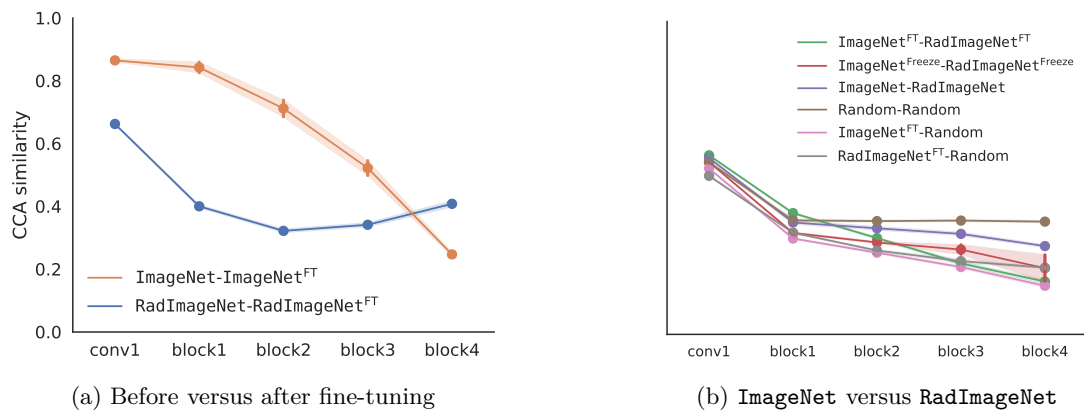 1.0
0.8
0.6
0.4
0.2
0.0
CCA similarity
ImageNet-ImageNet^FT
RadImageNet-RadImageNet^FT
conv1 block1 block2 block3 block4
(a) Before versus after fine-tuning
ImageNet^FT-RadImageNet^FT
ImageNet^Freeze-RadImageNet^Freeze
ImageNet-RadImageNet
Random-Random
ImageNet^FT-Random
RadImageNet^FT-Random
conv1 block1 block2 block3 block4
(b) ImageNet versus RadImageNet